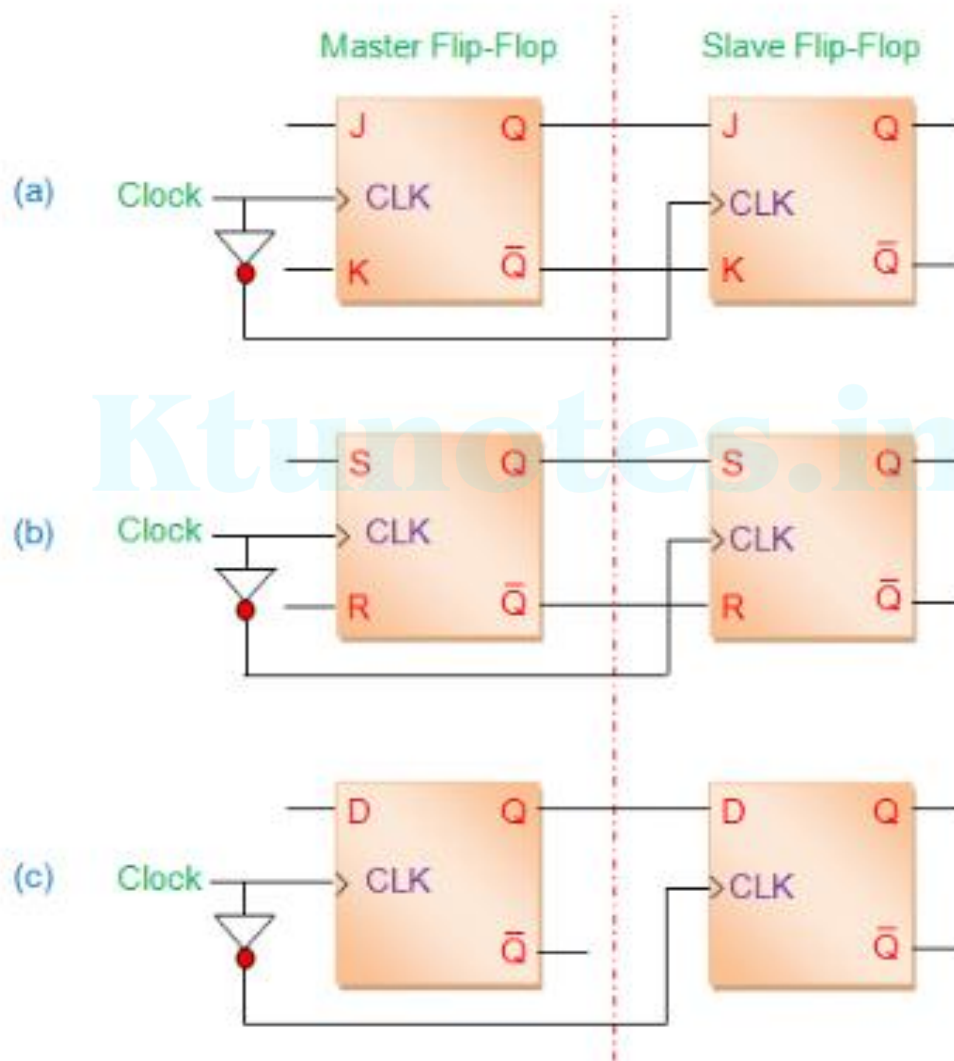 Master Flip-Flop Slave Flip-Flop
J Q J Q
(a) Clock CLK CLK
K Q̅ K Q̅
Ktunotes.in
S Q S Q
(b) Clock CLK CLK
R Q̅ R Q̅
D Q D Q
(c) Clock CLK CLK
Q̅ Q̅